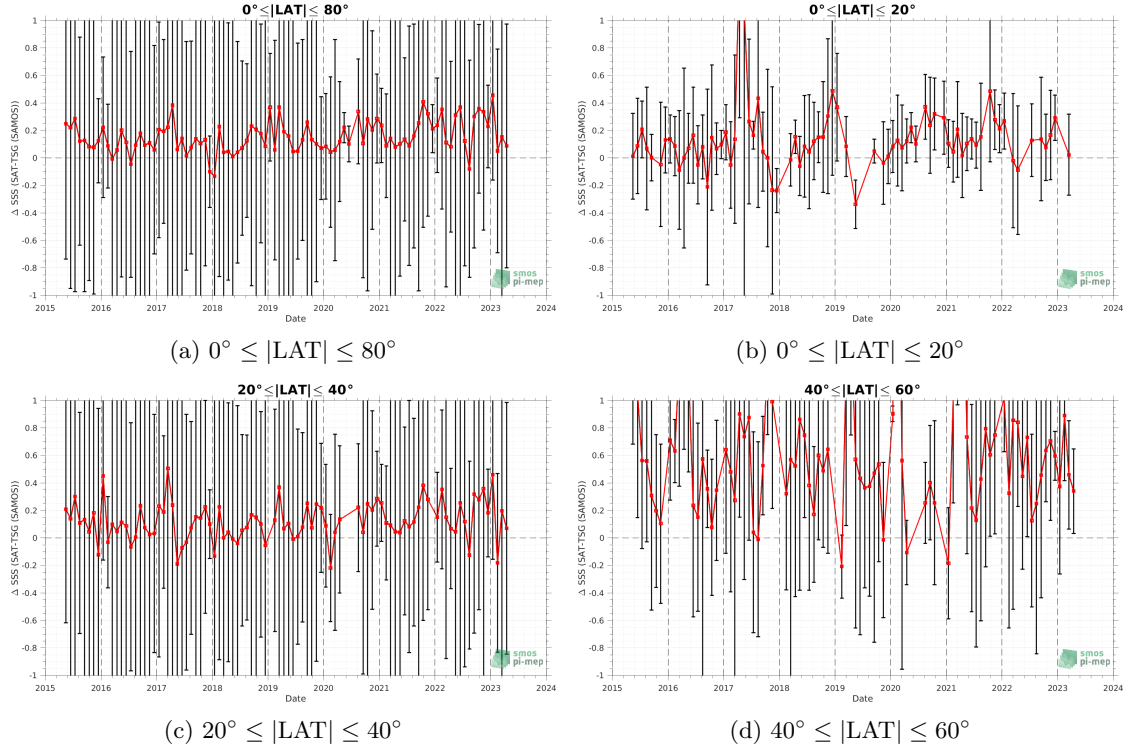 0°≤|LAT|≤ 80°
Δ SSS (SAT-TSG (SAMOS))
1
0.8
0.6
0.4
0.2
0
-0.2
-0.4
-0.6
-0.8
-1
2015 2016 2017 2018 2019 2020 2021 2022 2023 2024
Date
smos
pi-mep
(a) 0° ≤ |LAT| ≤ 80°
0°≤|LAT|≤ 20°
Δ SSS (SAT-TSG (SAMOS))
1
0.8
0.6
0.4
0.2
0
-0.2
-0.4
-0.6
-0.8
-1
2015 2016 2017 2018 2019 2020 2021 2022 2023 2024
Date
smos
pi-mep
(b) 0° ≤ |LAT| ≤ 20°
20°≤|LAT|≤ 40°
Δ SSS (SAT-TSG (SAMOS))
1
0.8
0.6
0.4
0.2
0
-0.2
-0.4
-0.6
-0.8
-1
2015 2016 2017 2018 2019 2020 2021 2022 2023 2024
Date
smos
pi-mep
(c) 20° ≤ |LAT| ≤ 40°
40°≤|LAT|≤ 60°
Δ SSS (SAT-TSG (SAMOS))
1
0.8
0.6
0.4
0.2
0
-0.2
-0.4
-0.6
-0.8
-1
2015 2016 2017 2018 2019 2020 2021 2022 2023 2024
Date
smos
pi-mep
(d) 40° ≤ |LAT| ≤ 60°